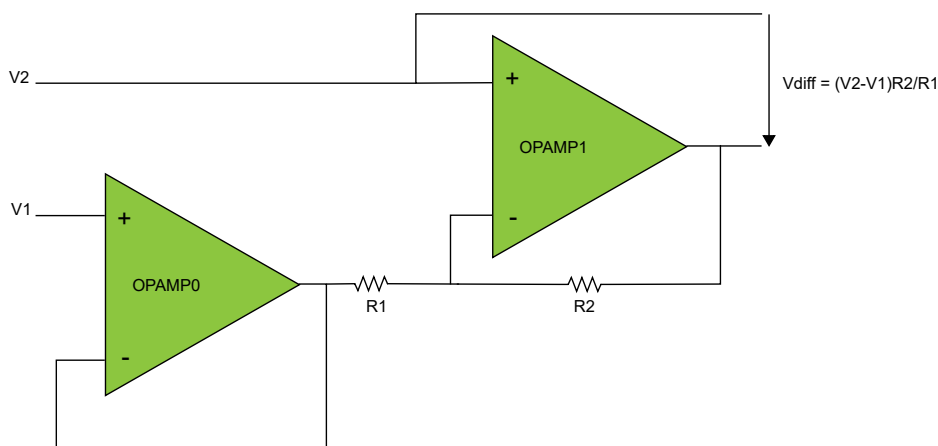 V2
+
Vdiff = (V2-V1)R2/R1
OPAMP1
V1
+
-
OPAMP0
R1
R2
-